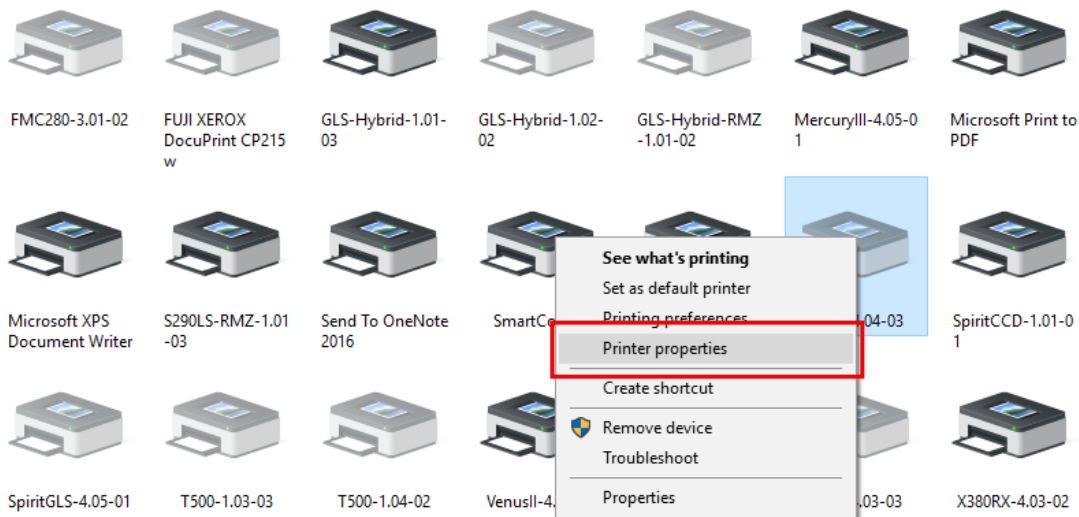 FMC280-3.01-02
FUJI XEROX
DocuPrint CP215
w
GLS-Hybrid-1.01-
03
GLS-Hybrid-1.02-
02
GLS-Hybrid-RMZ
-1.01-02
MercuryIII-4.05-0
1
Microsoft Print to
PDF
Microsoft XPS
Document Writer
S290LS-RMZ-1.01
-03
Send To OneNote
2016
SmartCo
.04-03
SpiritCCD-1.01-0
1
See what's printing
Set as default printer
Printing preferences
Printer properties
Create shortcut
Remove device
Troubleshoot
Properties
SpiritGLS-4.05-01
T500-1.03-03
T500-1.04-02
VenusII-4.
.03-03
X380RX-4.03-02